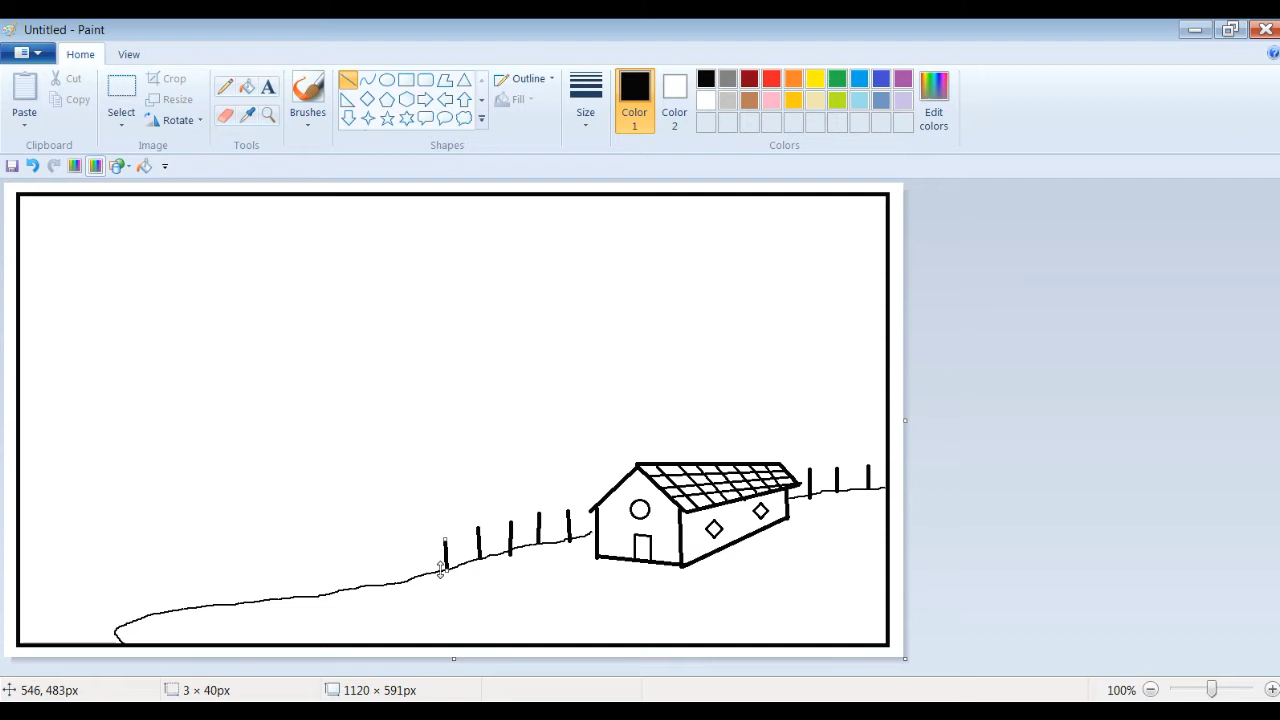 Untitled - Paint
Home View
Paste
Cut
Copy
Clipboard
Select
Crop
Resize
Rotate
Image
A
Tools
Brushes
Outline
Fill
Shapes
Size
Color 1
Color 2
Edit colors
Colors
546, 483px
3 × 40px
1120 × 591px
100%